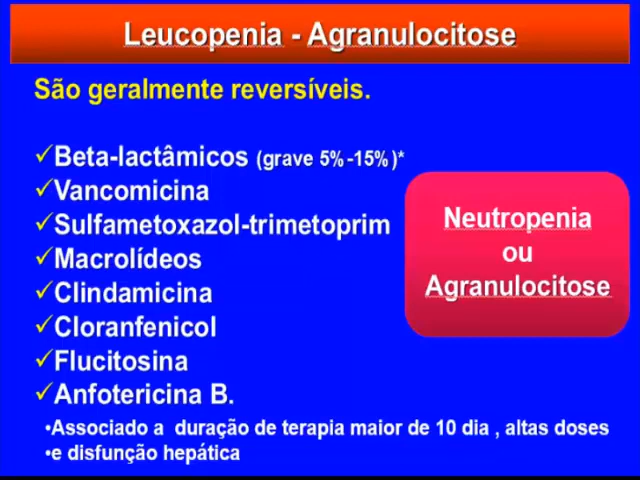 Leucopenia - Agranulocitose
São geralmente reversíveis.
✓Beta-lactâmicos (grave 5%-15%)*
✓Vancomicina
✓Sulfametoxazol-trimetoprim
✓Macrolídeos
✓Clindamicina
✓Cloranfenicol
✓Flucitosina
✓Anfotericina B.
Neutropenia
ou
Agranulocitose
•Associado a duração de terapia maior de 10 dia , altas doses
•e disfunção hepática